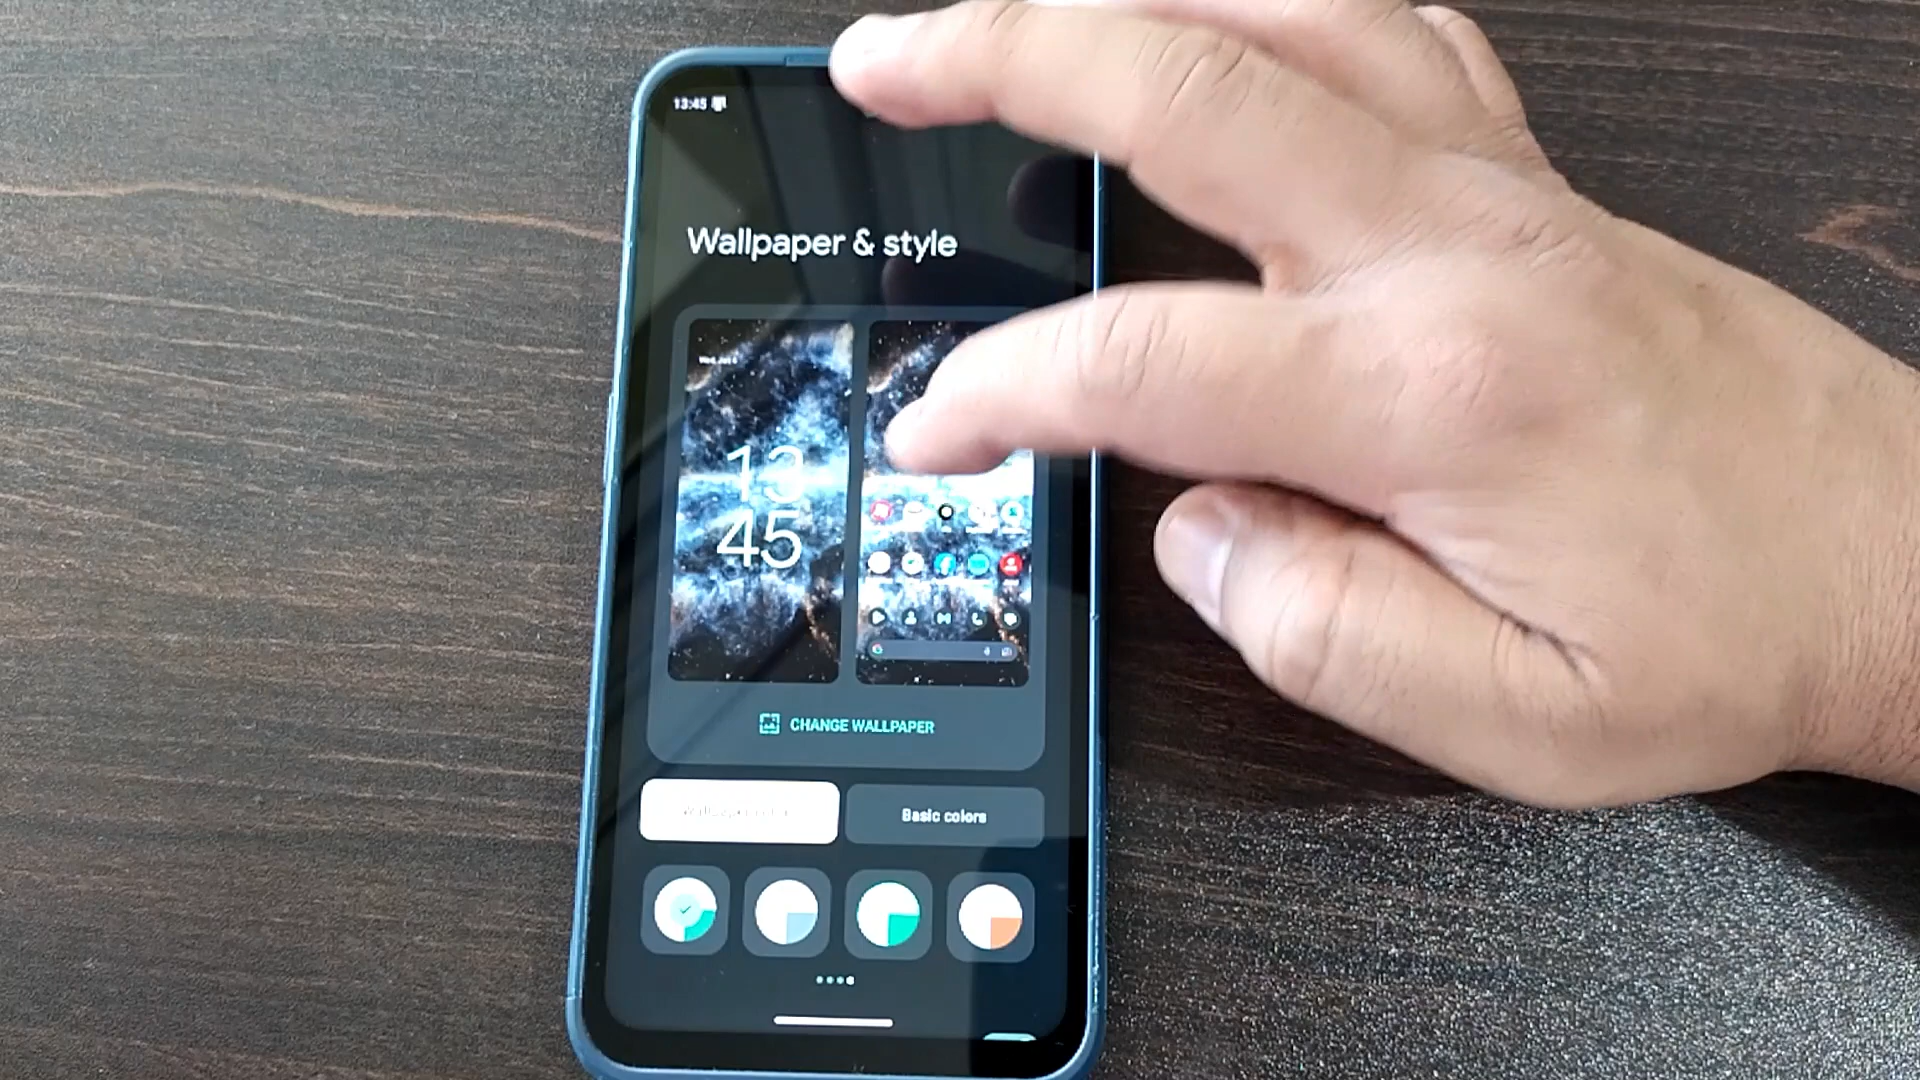 13:45
Wallpaper & style
13
45
CHANGE WALLPAPER
Basic colors